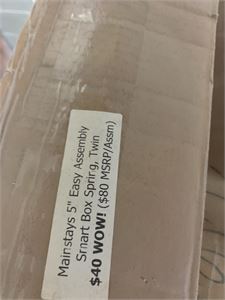 Mainstays 5" Easy Assembly
Smart Box Spring, Twin
$40 WOW! ($80 MSRP/Assm)